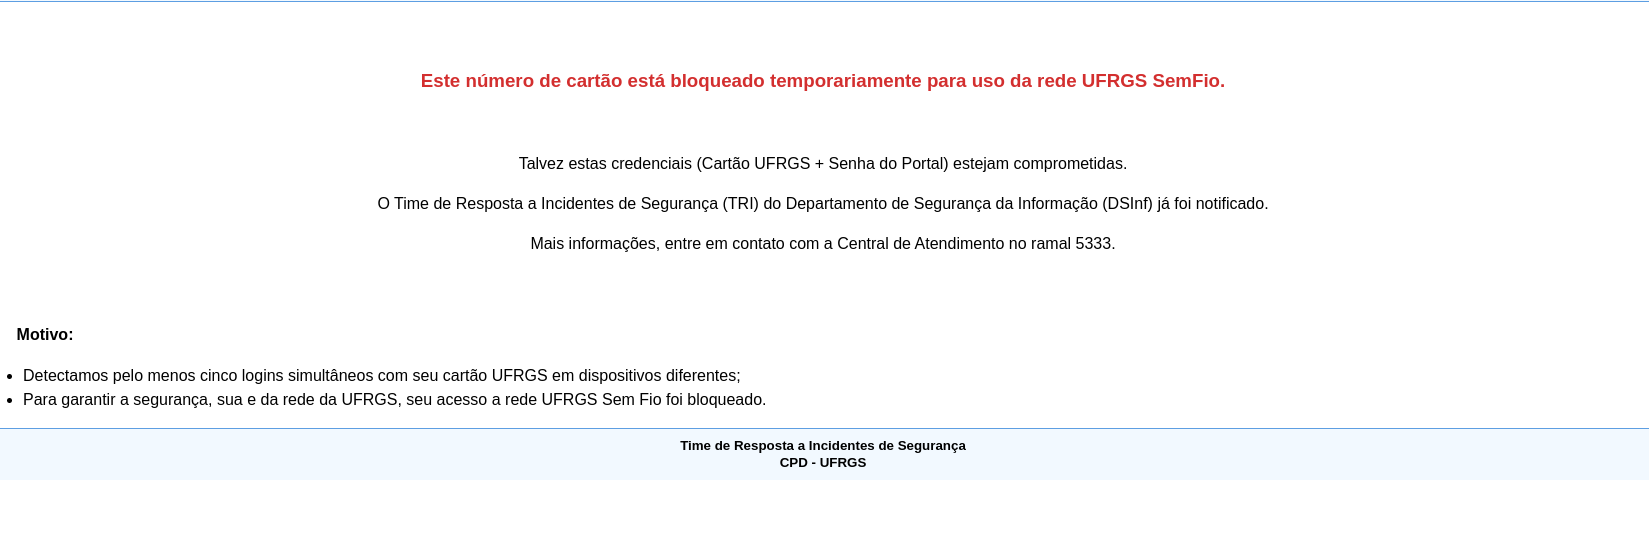 Este número de cartão está bloqueado temporariamente para uso da rede UFRGS SemFio.
Talvez estas credenciais (Cartão UFRGS + Senha do Portal) estejam comprometidas.
O Time de Resposta a Incidentes de Segurança (TRI) do Departamento de Segurança da Informação (DSInf) já foi notificado.
Mais informações, entre em contato com a Central de Atendimento no ramal 5333.
Motivo:
• Detectamos pelo menos cinco logins simultâneos com seu cartão UFRGS em dispositivos diferentes;
• Para garantir a segurança, sua e da rede da UFRGS, seu acesso a rede UFRGS Sem Fio foi bloqueado.
Time de Resposta a Incidentes de Segurança
CPD - UFRGS